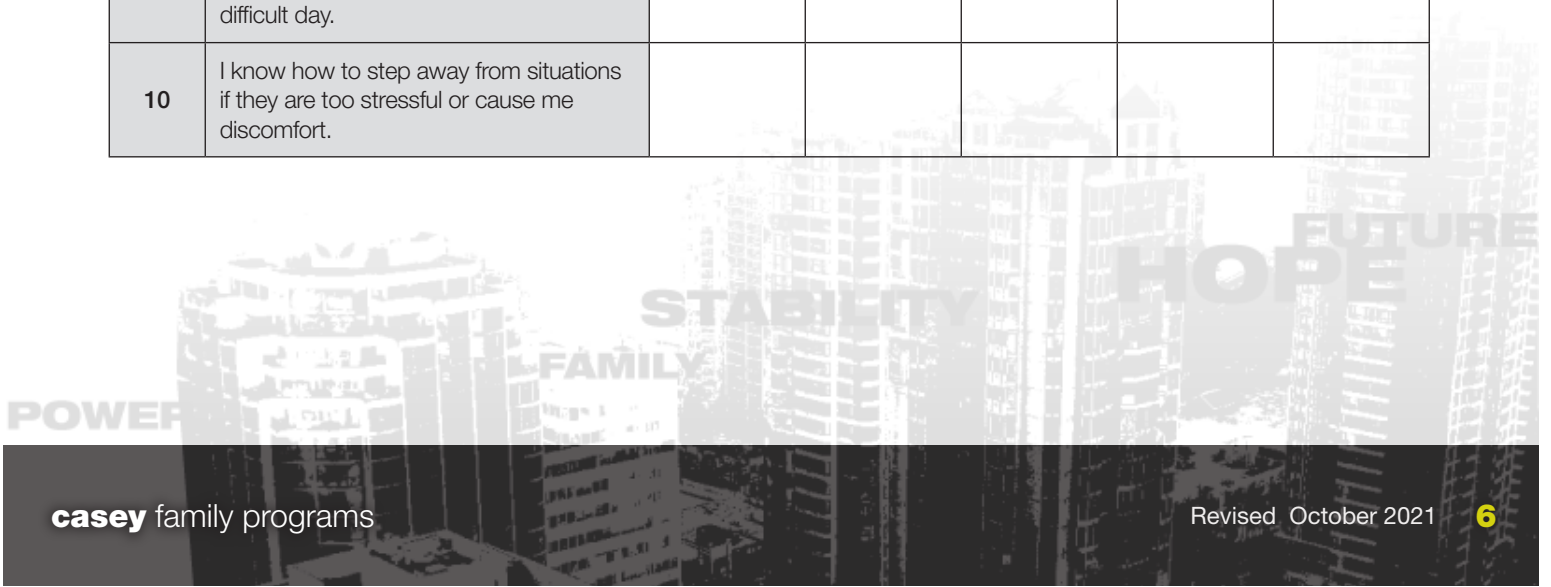 difficult day.
10
I know how to step away from situations
if they are too stressful or cause me
discomfort.
FUTURE
HOPE
STABILITY
FAMILY
POWER
casey family programs
Revised October 2021 6